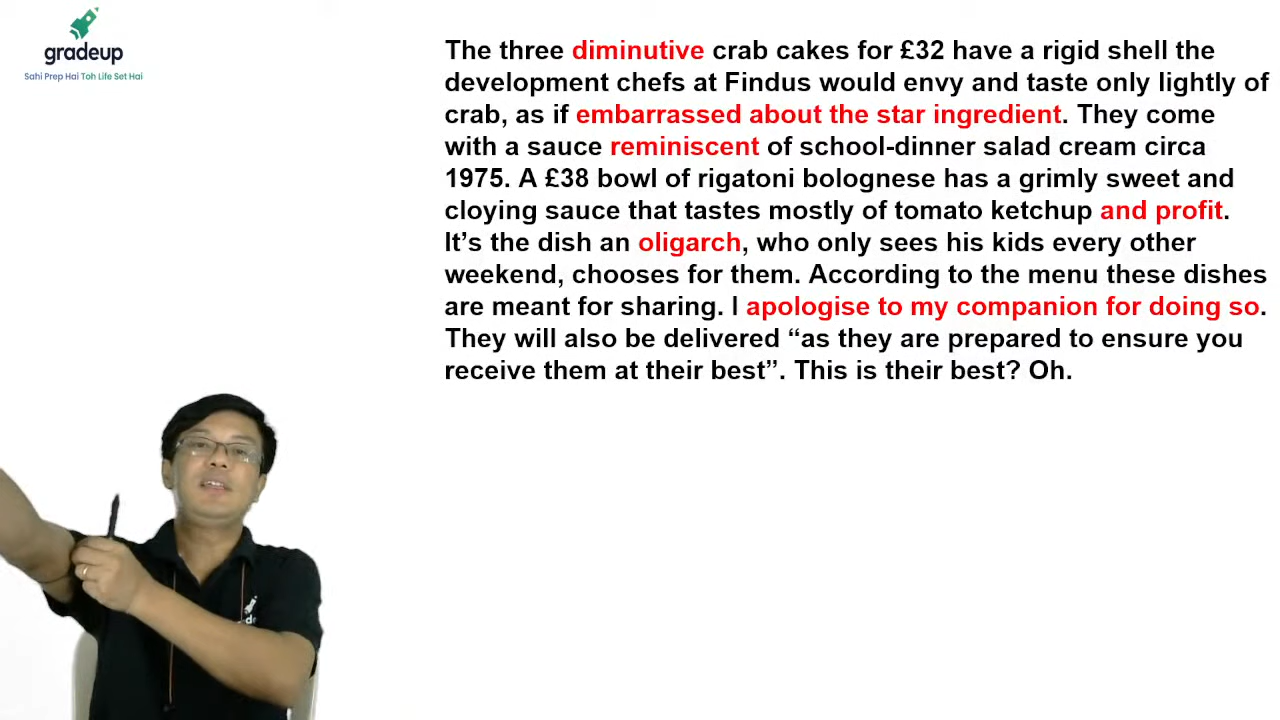 gradeup
Sahi Prep Hai Toh Life Set Hai
The three diminutive crab cakes for £32 have a rigid shell the
development chefs at Findus would envy and taste only lightly of
crab, as if embarrassed about the star ingredient. They come
with a sauce reminiscent of school-dinner salad cream circa
1975. A £38 bowl of rigatoni bolognese has a grimly sweet and
cloying sauce that tastes mostly of tomato ketchup and profit.
It’s the dish an oligarch, who only sees his kids every other
weekend, chooses for them. According to the menu these dishes
are meant for sharing. I apologise to my companion for doing so.
They will also be delivered “as they are prepared to ensure you
receive them at their best”. This is their best? Oh.